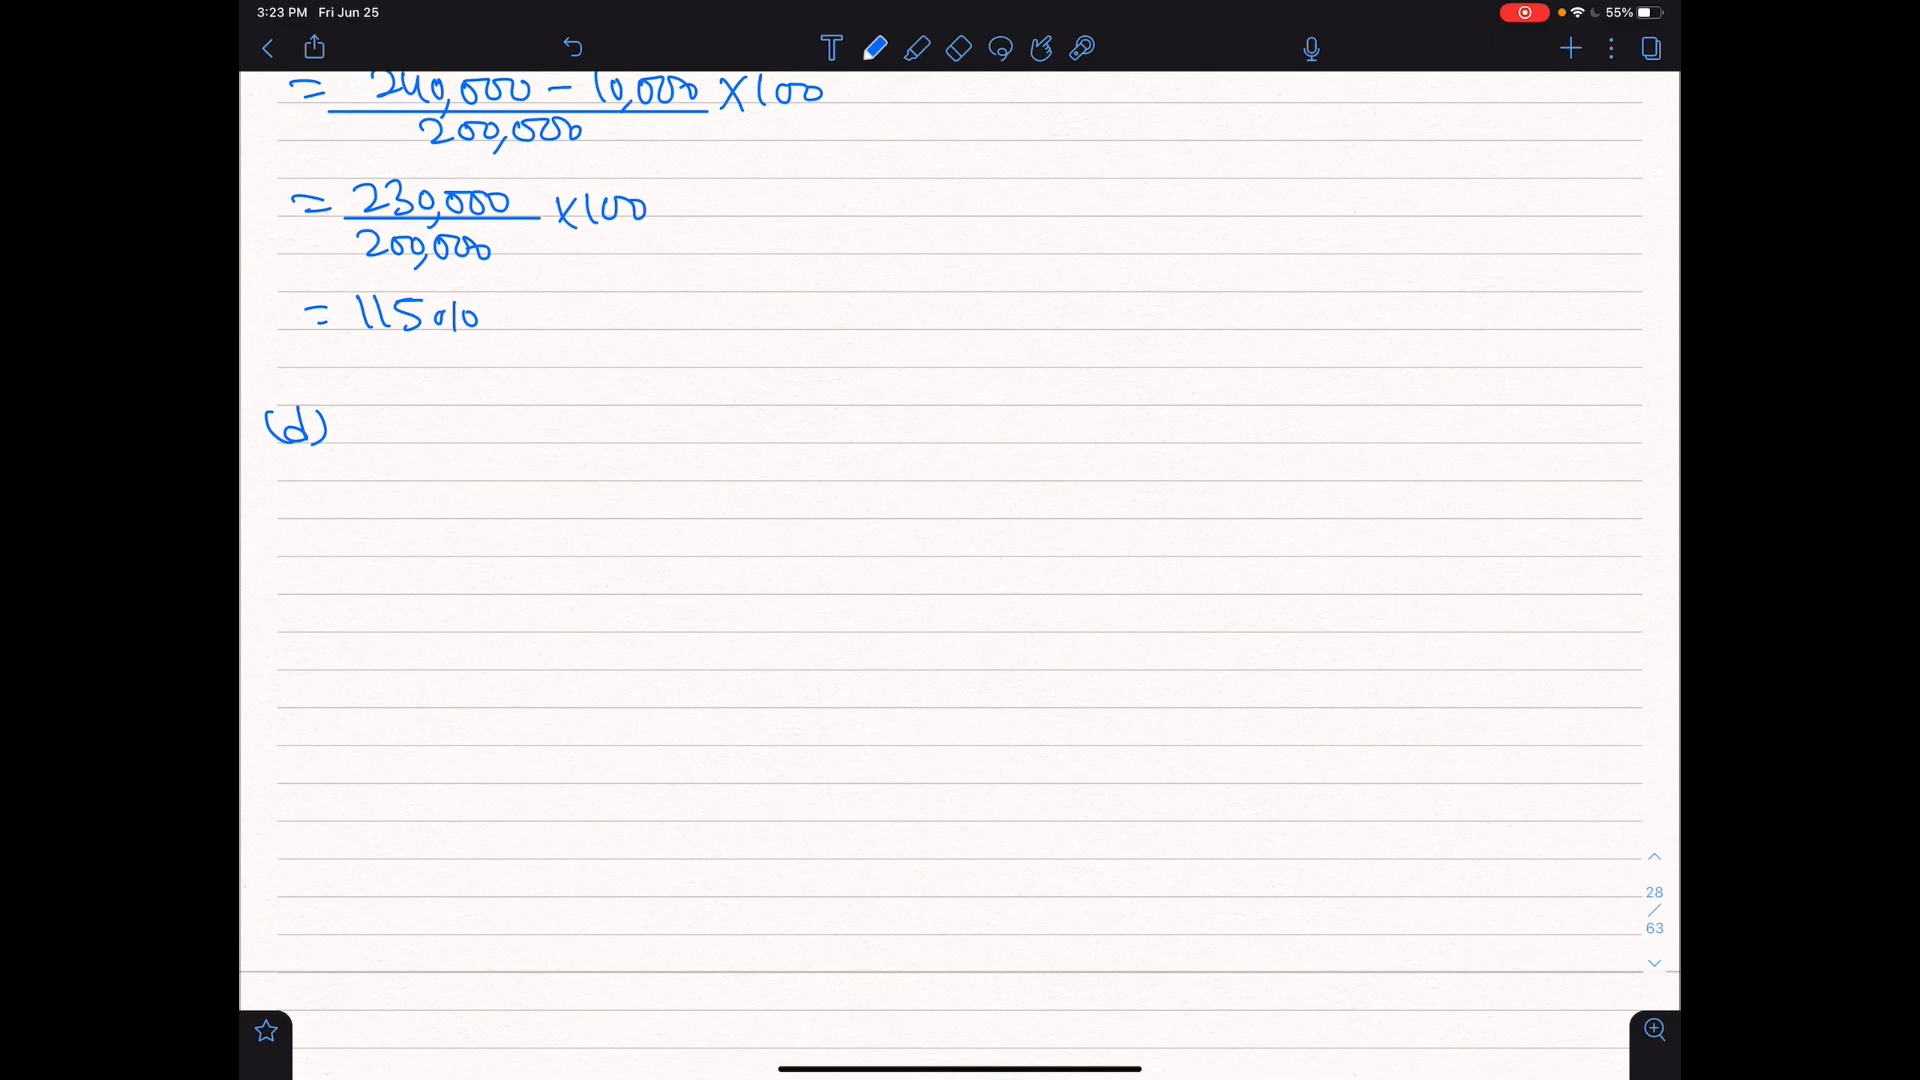 3:23 PM Fri Jun 25
55%
= 240,000 - 10,000 X 100
200,000
= 230,000 X 100
200,000
= 115%
(d)
28
/
63